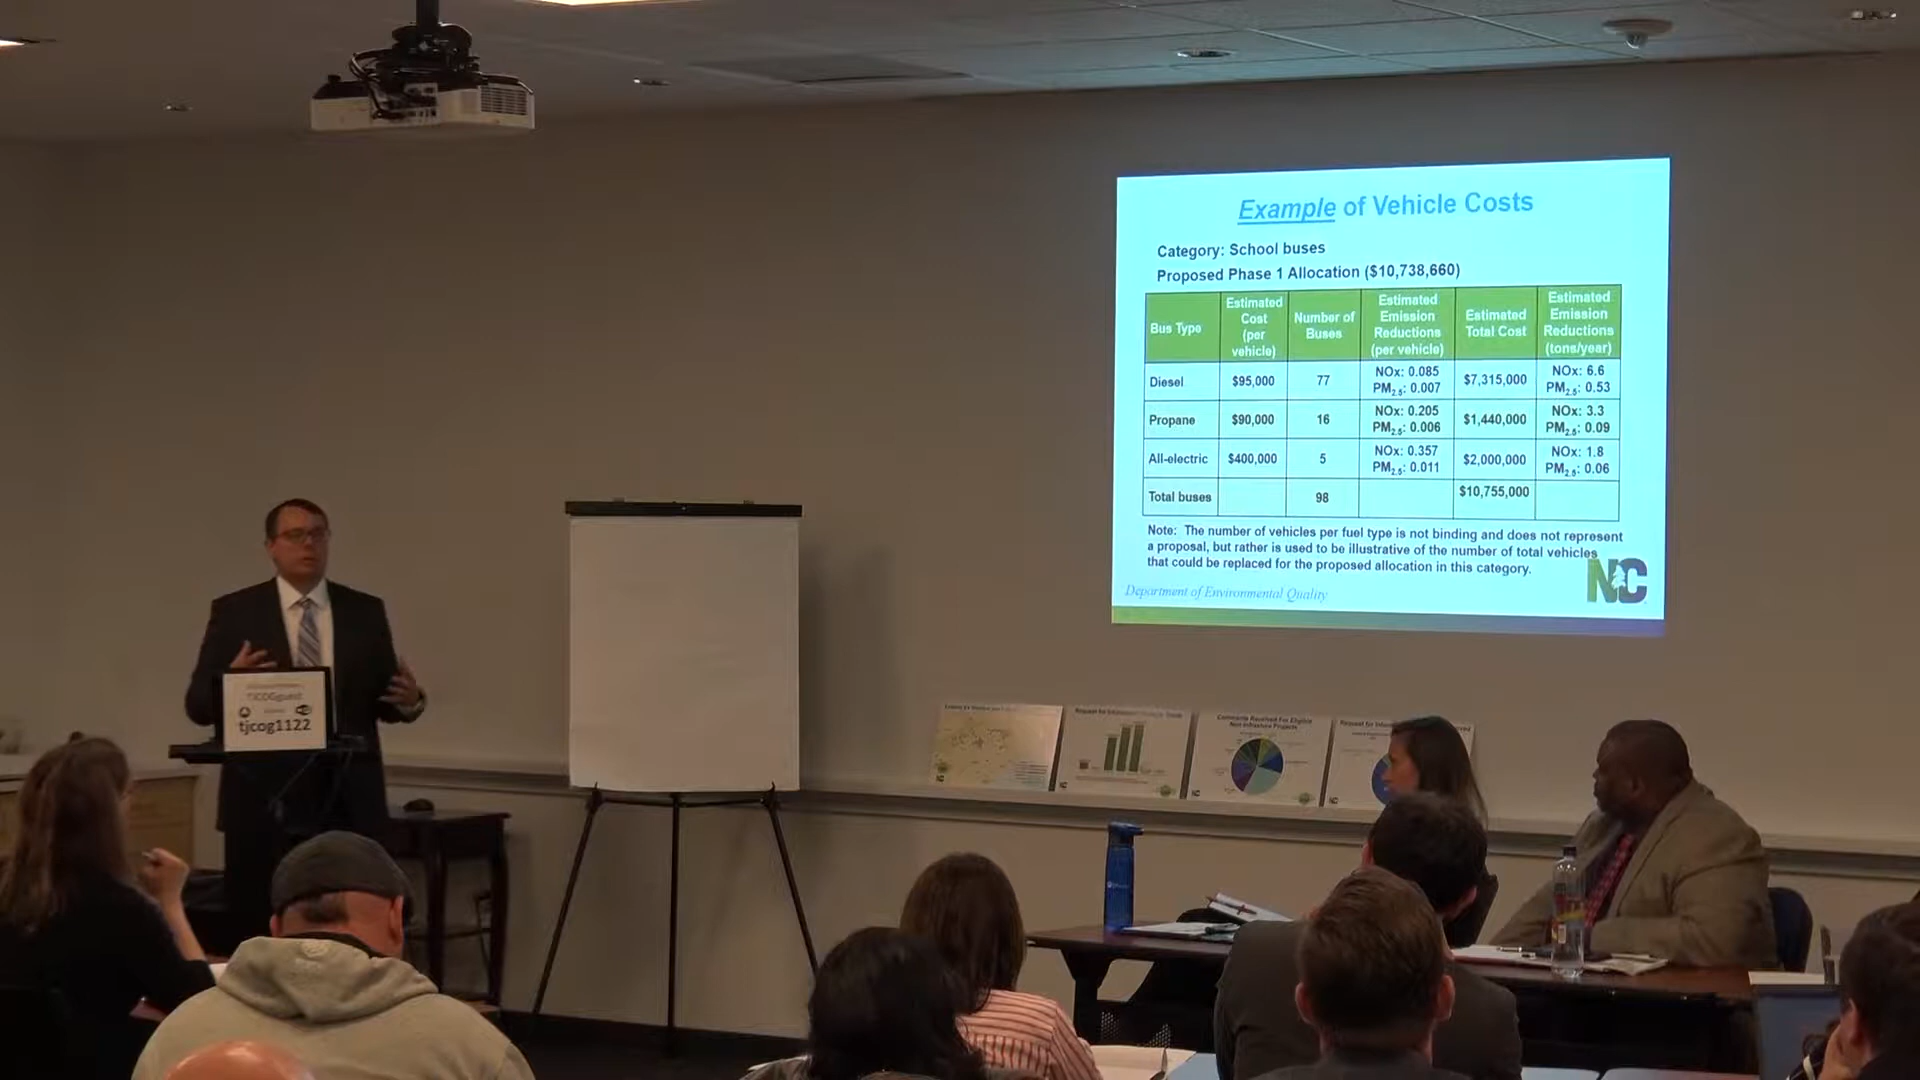 Example of Vehicle Costs
Category: School buses
Proposed Phase 1 Allocation ($10,738,660)
Bus Type
Estimated
Cost
(per
vehicle)
Number of
Buses
Estimated
Emission
Reductions
(per vehicle)
Estimated
Total Cost
Estimated
Emission
Reductions
(tons/year)
Diesel
$95,000
77
NOx: 0.085
PM2.5: 0.007
$7,315,000
NOx: 6.6
PM2.5: 0.53
Propane
$90,000
16
NOx: 0.205
PM2.5: 0.006
$1,440,000
NOx: 3.3
PM2.5: 0.09
All-electric
$400,000
5
NOx: 0.357
PM2.5: 0.011
$2,000,000
NOx: 1.8
PM2.5: 0.06
Total buses
98
$10,755,000
Note: The number of vehicles per fuel type is not binding and does not represent
a proposal, but rather is used to be illustrative of the number of total vehicles
that could be replaced for the proposed allocation in this category.
Department of Environmental Quality
NC
TJCOGguest
tjcog1122
Comments Received For Eligible
Request for